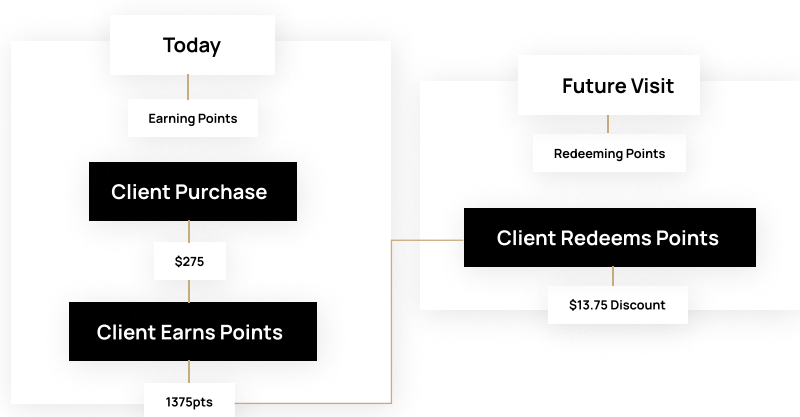 Today
Earning Points
Client Purchase
$275
Client Earns Points
1375pts
Future Visit
Redeeming Points
Client Redeems Points
$13.75 Discount